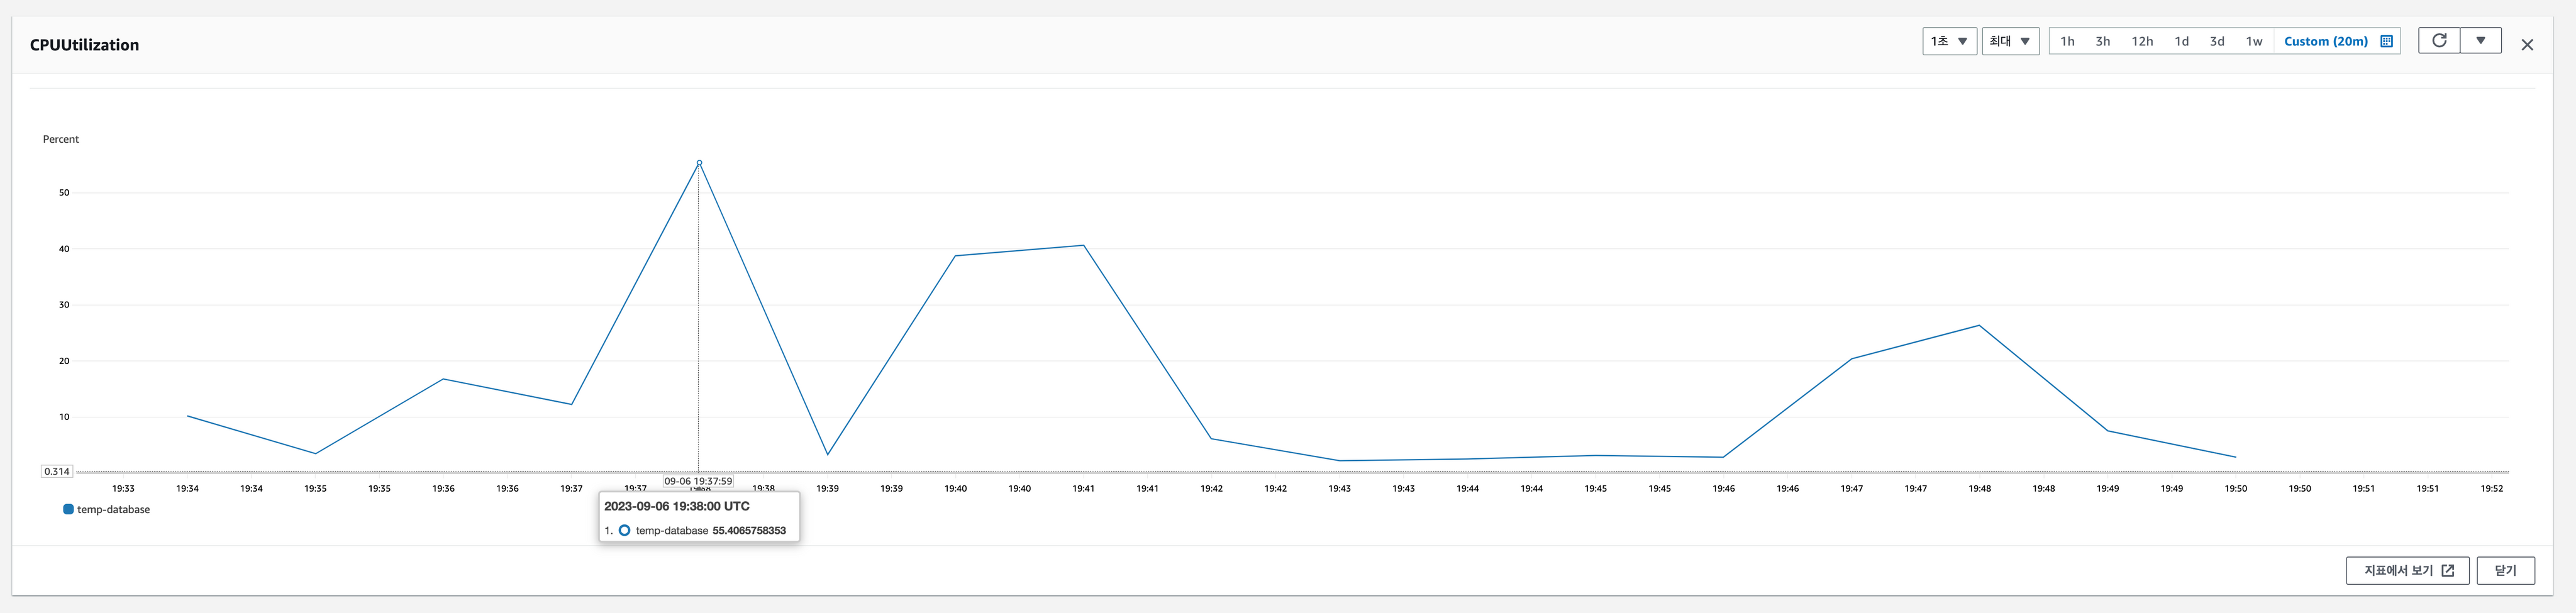 CPUUtilization
1초 최대 1h 3h 12h 1d 3d 1w Custom (20m)
Percent
50
40
30
20
10
0.314
09-06 19:37:59
19:33 19:34 19:34 19:35 19:35 19:36 19:36 19:37 19:37 19:38 19:38 19:39 19:39 19:40 19:40 19:41 19:41 19:42 19:42 19:43 19:43 19:44 19:44 19:45 19:45 19:46 19:46 19:47 19:47 19:48 19:48 19:49 19:49 19:50 19:50 19:51 19:51 19:52
temp-database
2023-09-06 19:38:00 UTC
1. temp-database 55.4065758353
지표에서 보기 닫기